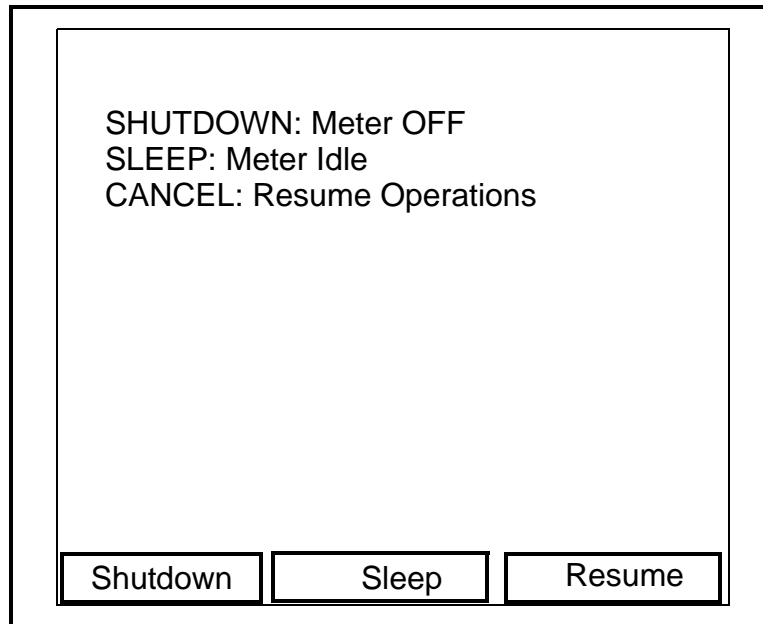 SHUTDOWN: Meter OFF
SLEEP: Meter Idle
CANCEL: Resume Operations
Shutdown Sleep Resume